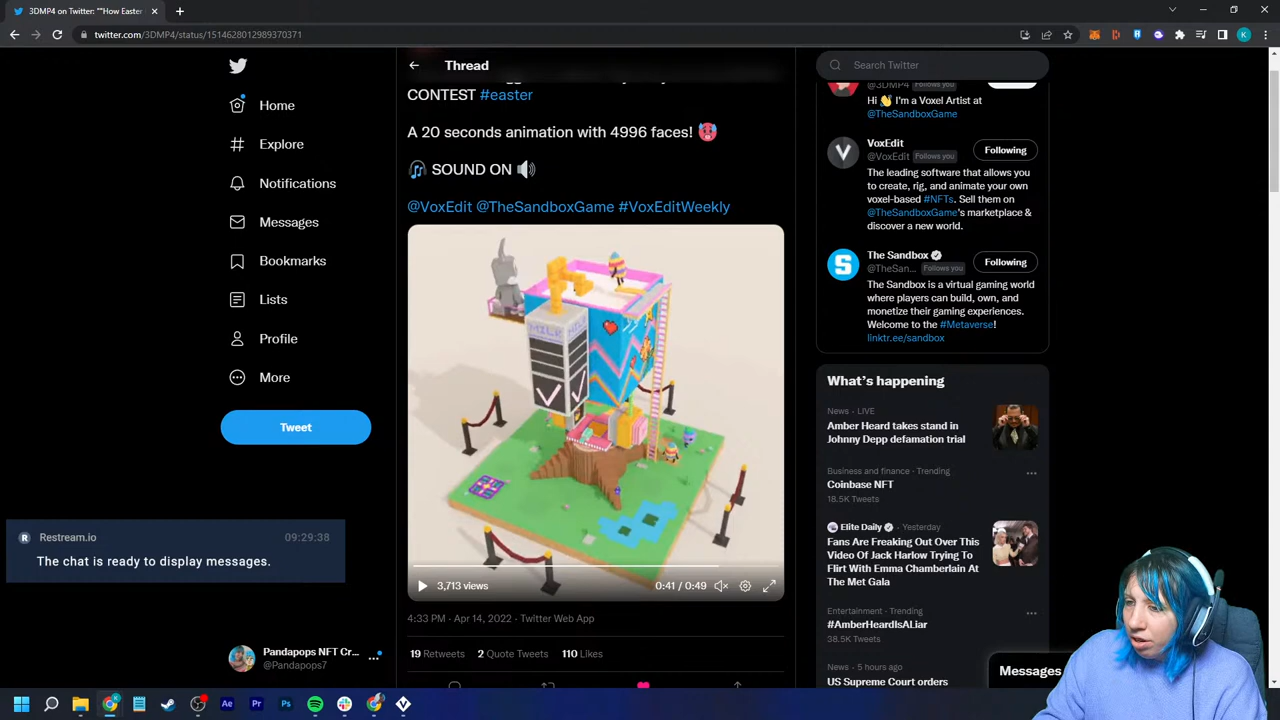 3DMP4 on Twitter: "“How Easter
twitter.com/3DMP4/status/1514628012989370371
Home
Explore
Notifications
Messages
Bookmarks
Lists
Profile
More
Tweet
Restream.io
09:29:38
The chat is ready to display messages.
Pandapops NFT Cr...
@Pandapops7
Thread
CONTEST #easter
A 20 seconds animation with 4996 faces!
SOUND ON
@VoxEdit @TheSandboxGame #VoxEditWeekly
3,713 views
0:41 / 0:49
4:33 PM · Apr 14, 2022 · Twitter Web App
19 Retweets 2 Quote Tweets 110 Likes
Search Twitter
@3DMP4 Follows you
Hi I'm a Voxel Artist at
@TheSandboxGame
VoxEdit
@VoxEdit Follows you
Following
The leading software that allows you
to create, rig, and animate your own
voxel-based #NFTs. Sell them on
@TheSandboxGame's marketplace &
discover a new world.
The Sandbox
@TheSan... Follows you
Following
The Sandbox is a virtual gaming world
where players can build, own, and
monetize their gaming experiences.
Welcome to the #Metaverse!
linktr.ee/sandbox
What's happening
News · LIVE
Amber Heard takes stand in
Johnny Depp defamation trial
Business and finance · Trending
Coinbase NFT
18.5K Tweets
Elite Daily · Yesterday
Fans Are Freaking Out Over This
Video Of Jack Harlow Trying To
Flirt With Emma Chamberlain At
The Met Gala
Entertainment · Trending
#AmberHeardIsALiar
38.5K Tweets
News · 5 hours ago
US Supreme Court orders
Messages